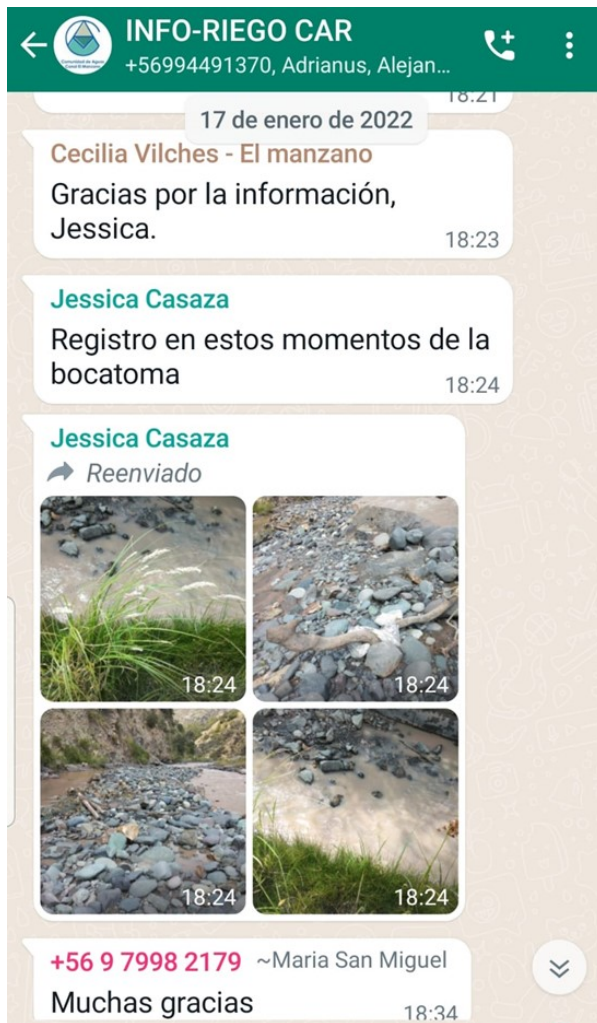 INFO-RIEGO CAR
+56994491370, Adrianus, Alejan...
18:21
17 de enero de 2022
Cecilia Vilches - El manzano
Gracias por la información,
Jessica.
18:23
Jessica Casaza
Registro en estos momentos de la
bocatoma
18:24
Jessica Casaza
Reenviado
18:24
18:24
18:24
18:24
+56 9 7998 2179 ~Maria San Miguel
Muchas gracias
18:34